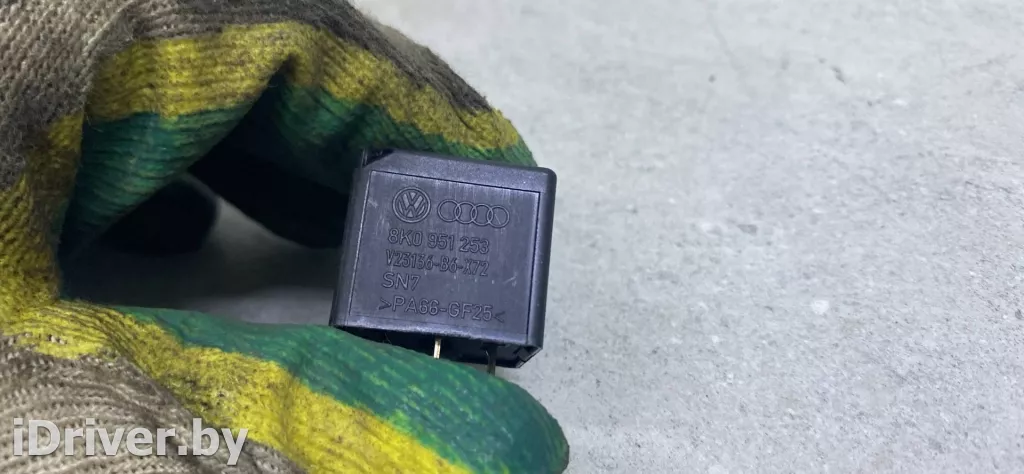 8K0 951 253
V23136-B6-X72
SN7
>PA66-GF25<
iDriver.by